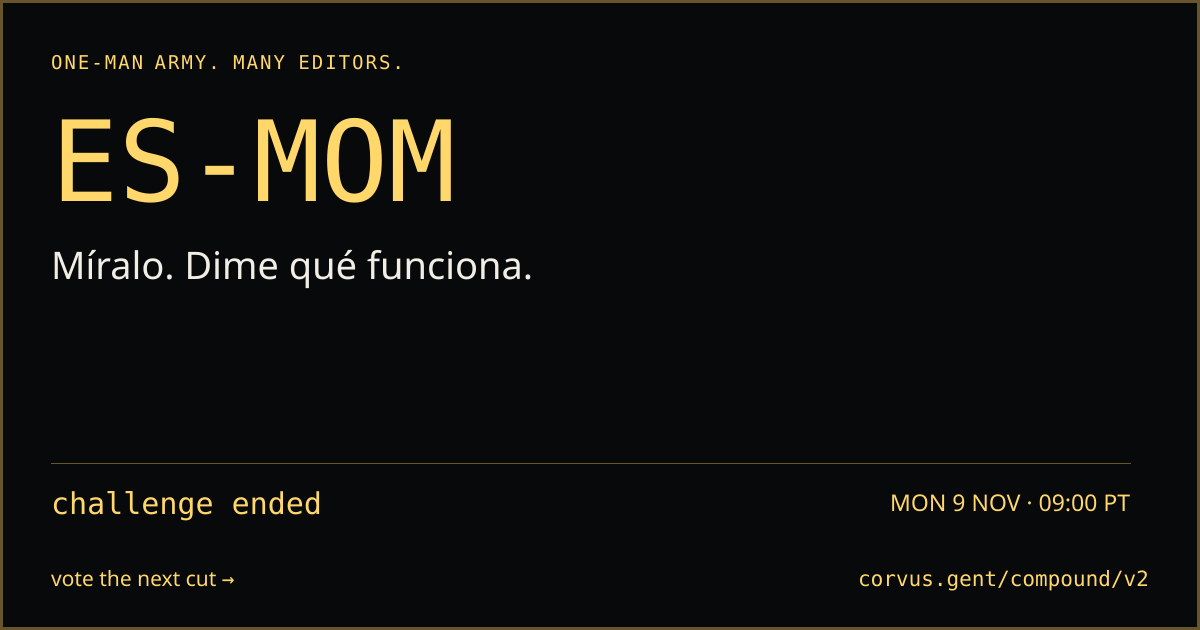 ONE-MAN ARMY. MANY EDITORS.
ES-MOM
Míralo. Dime qué funciona.
challenge ended
MON 9 NOV · 09:00 PT
vote the next cut →
corvus.gent/compound/v2